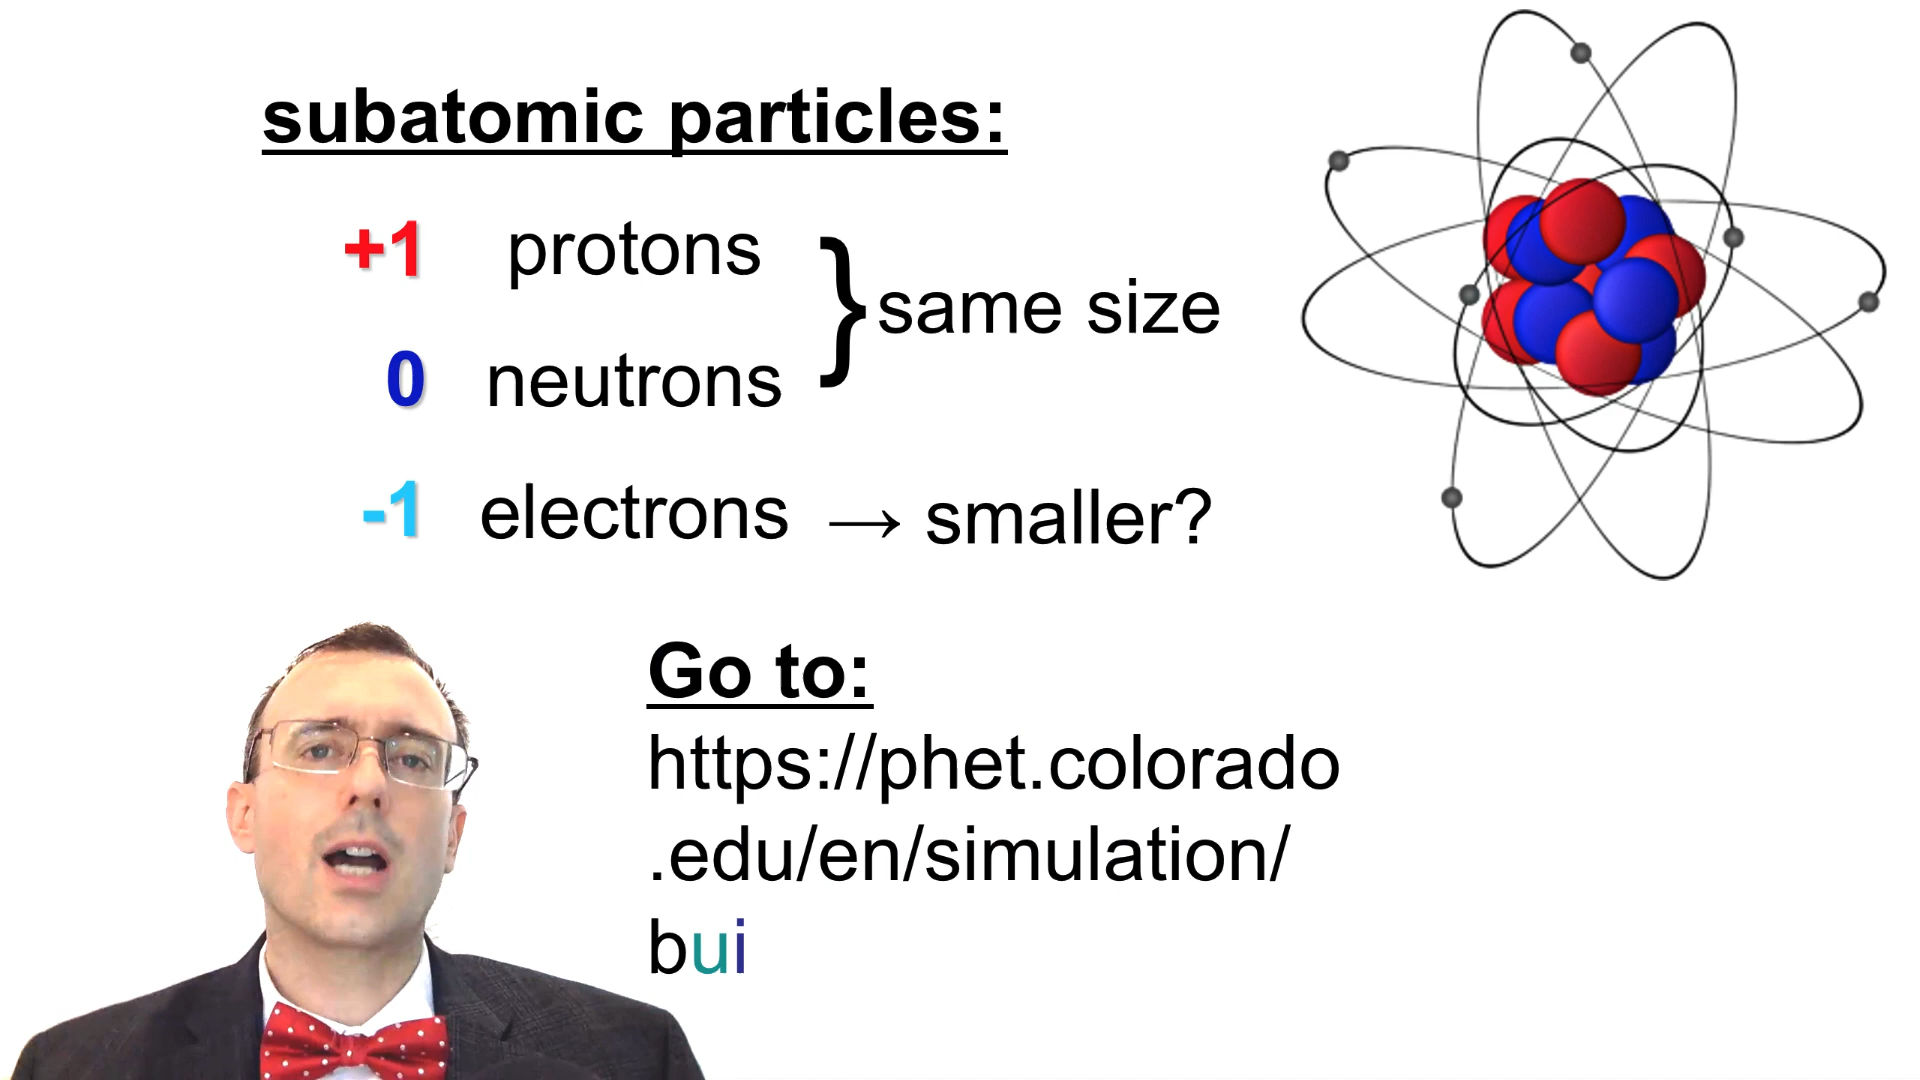 subatomic particles:
+1 protons
} same size
0 neutrons
-1 electrons → smaller?
Go to:
https://phet.colorado
.edu/en/simulation/
bui